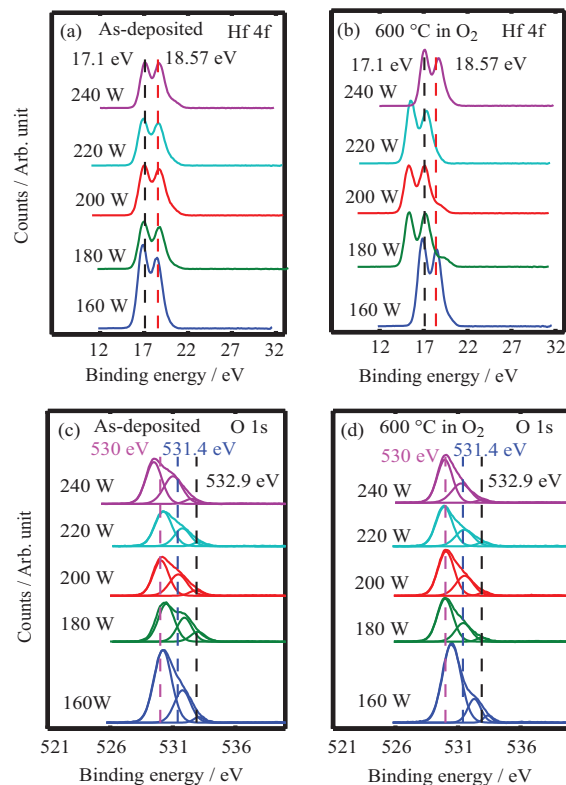 (a) As-deposited Hf 4f
17.1 eV 18.57 eV
240 W
220 W
200 W
180 W
160 W
12 17 22 27 32
Binding energy / eV
Counts / Arb. unit
(b) 600 °C in O₂ Hf 4f
17.1 eV 18.57 eV
240 W
220 W
200 W
180 W
160 W
12 17 22 27 32
Binding energy / eV
(c) As-deposited O 1s
530 eV 531.4 eV
532.9 eV
240 W
220 W
200 W
180 W
160W
521 526 531 536
Binding energy / eV
Counts / Arb. unit
(d) 600 °C in O₂ O 1s
530 eV 531.4 eV
532.9 eV
240 W
220 W
200 W
180 W
160 W
521 526 531 536
Binding energy / eV